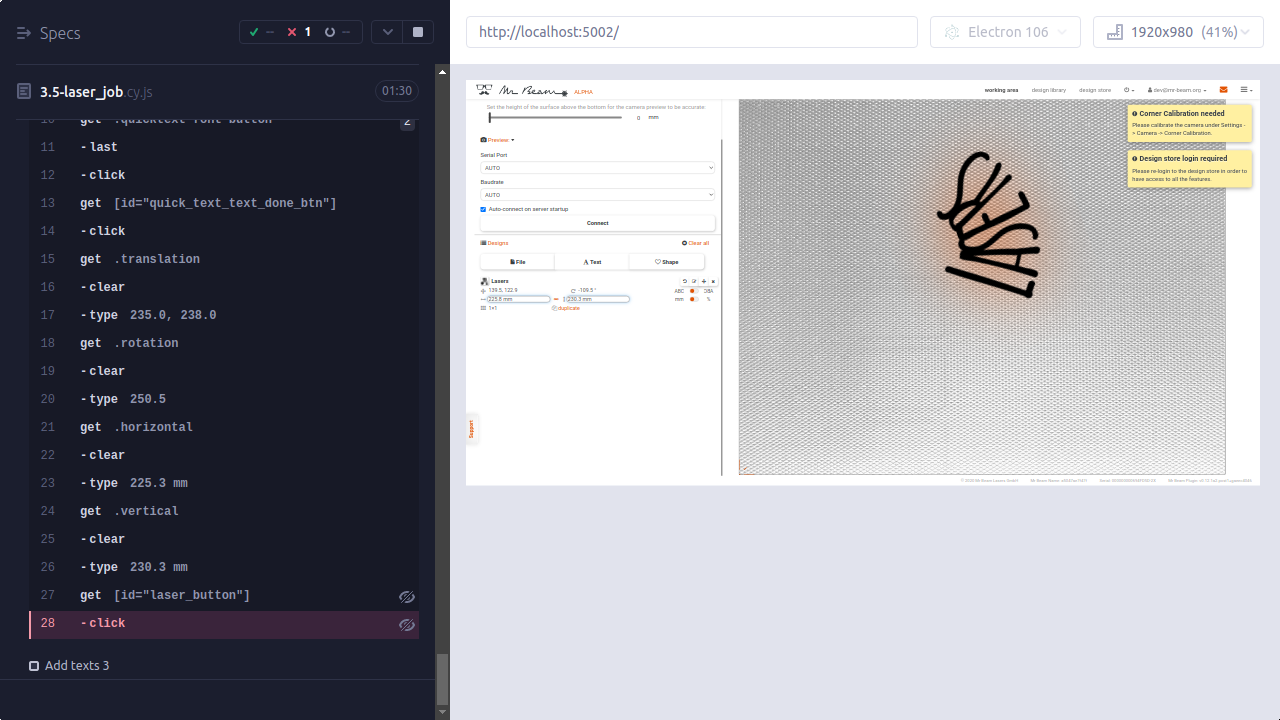 Specs
-- 1 --
http://localhost:5002/
Electron 106
1920x980 (41%)
3.5-laser_job.cy.js
01:30
10 get .quicktext-font-button 2
11 -last
12 -click
13 get [id="quick_text_text_done_btn"]
14 -click
15 get .translation
16 -clear
17 -type 235.0, 238.0
18 get .rotation
19 -clear
20 -type 250.5
21 get .horizontal
22 -clear
23 -type 225.3 mm
24 get .vertical
25 -clear
26 -type 230.3 mm
27 get [id="laser_button"]
28 -click
Add texts 3
Mr Beam ALPHA
working area design library design store dev@mr-beam.org
Set the height of the surface above the bottom for the camera preview to be accurate
0 mm
Preview
Serial Port
AUTO
Baudrate
AUTO
Auto-connect on server startup
Connect
Designs Clear all
File Text Shape
Lasers
139.5, 122.9 -109.5 °
ABC
225.8 mm 230.3 mm
mm %
1×1 duplicate
Support
Corner Calibration needed
Please calibrate the camera under Settings -
> Camera -> Corner Calibration.
Design store login required
Please re-login to the design store in order to
have access to all the features.
Lasers